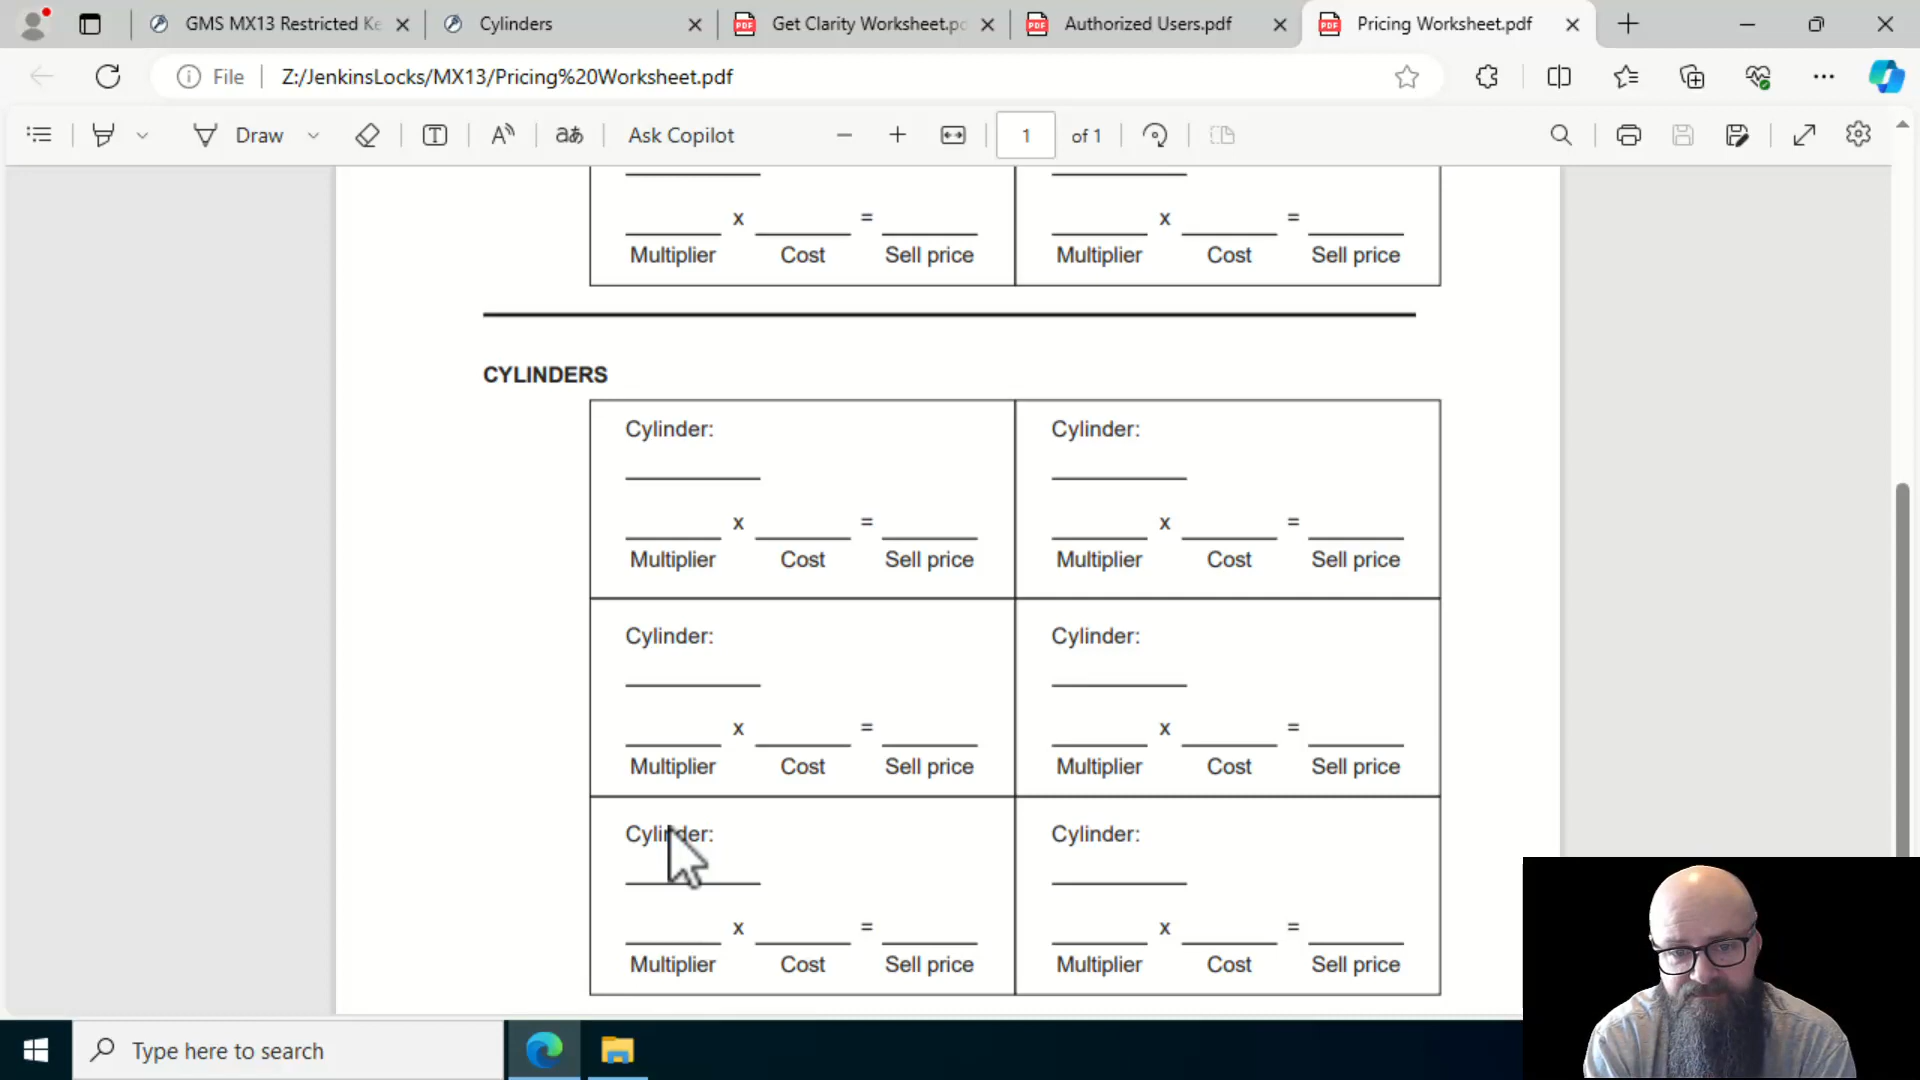 GMS MX13 Restricted Ke
Cylinders
Get Clarity Worksheet.pd
Authorized Users.pdf
Pricing Worksheet.pdf
File
Z:/JenkinsLocks/MX13/Pricing%20Worksheet.pdf
Draw
Ask Copilot
1 of 1
x = x =
Multiplier Cost Sell price Multiplier Cost Sell price
CYLINDERS
Cylinder: Cylinder:
x = x =
Multiplier Cost Sell price Multiplier Cost Sell price
Cylinder: Cylinder:
x = x =
Multiplier Cost Sell price Multiplier Cost Sell price
Cylinder: Cylinder:
x = x =
Multiplier Cost Sell price Multiplier Cost Sell price
Type here to search